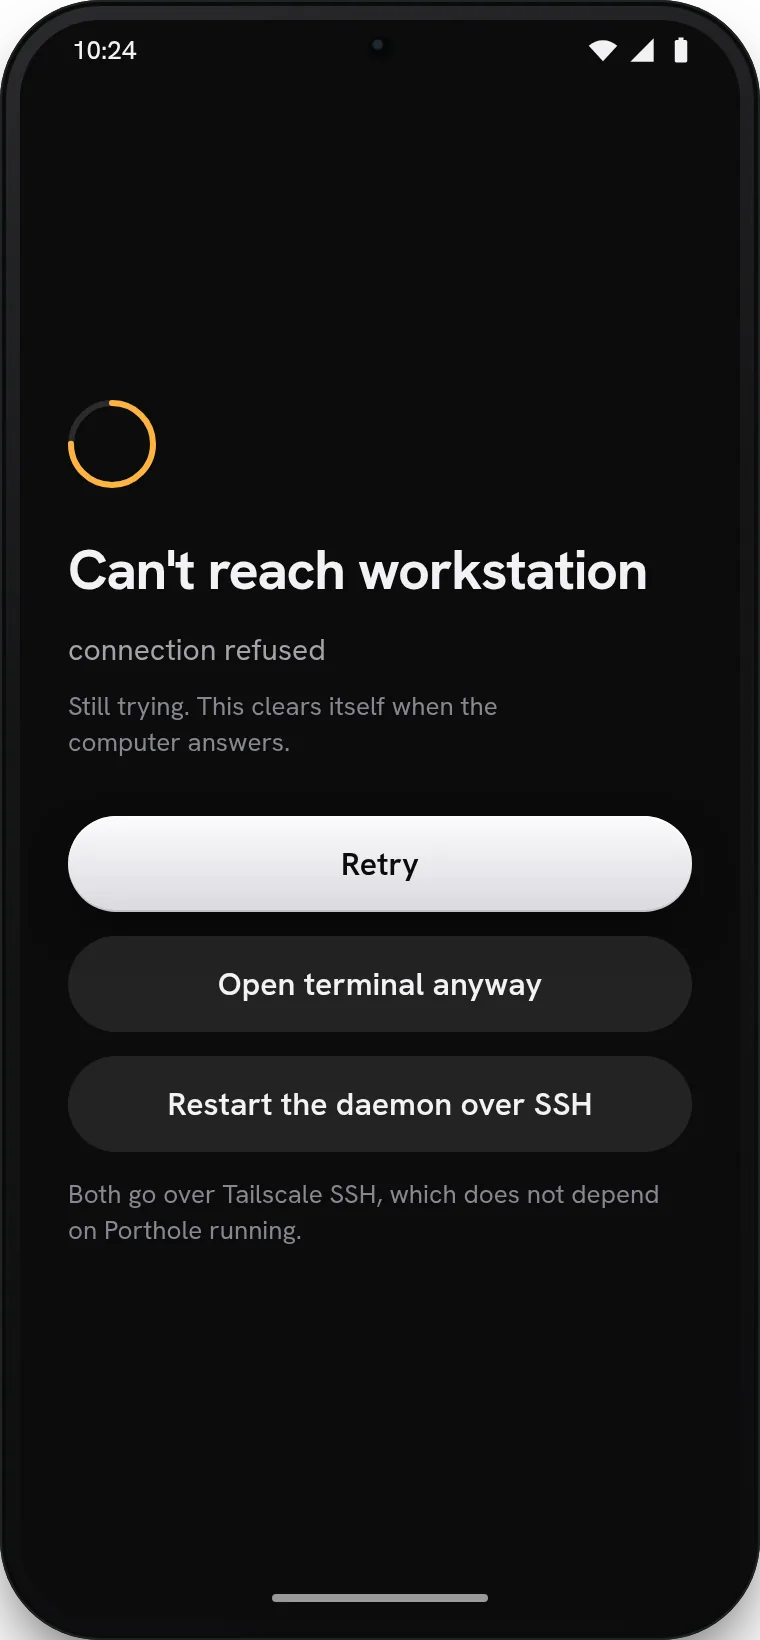 10:24
Can't reach workstation
connection refused
Still trying. This clears itself when the
computer answers.
Retry
Open terminal anyway
Restart the daemon over SSH
Both go over Tailscale SSH, which does not depend
on Porthole running.